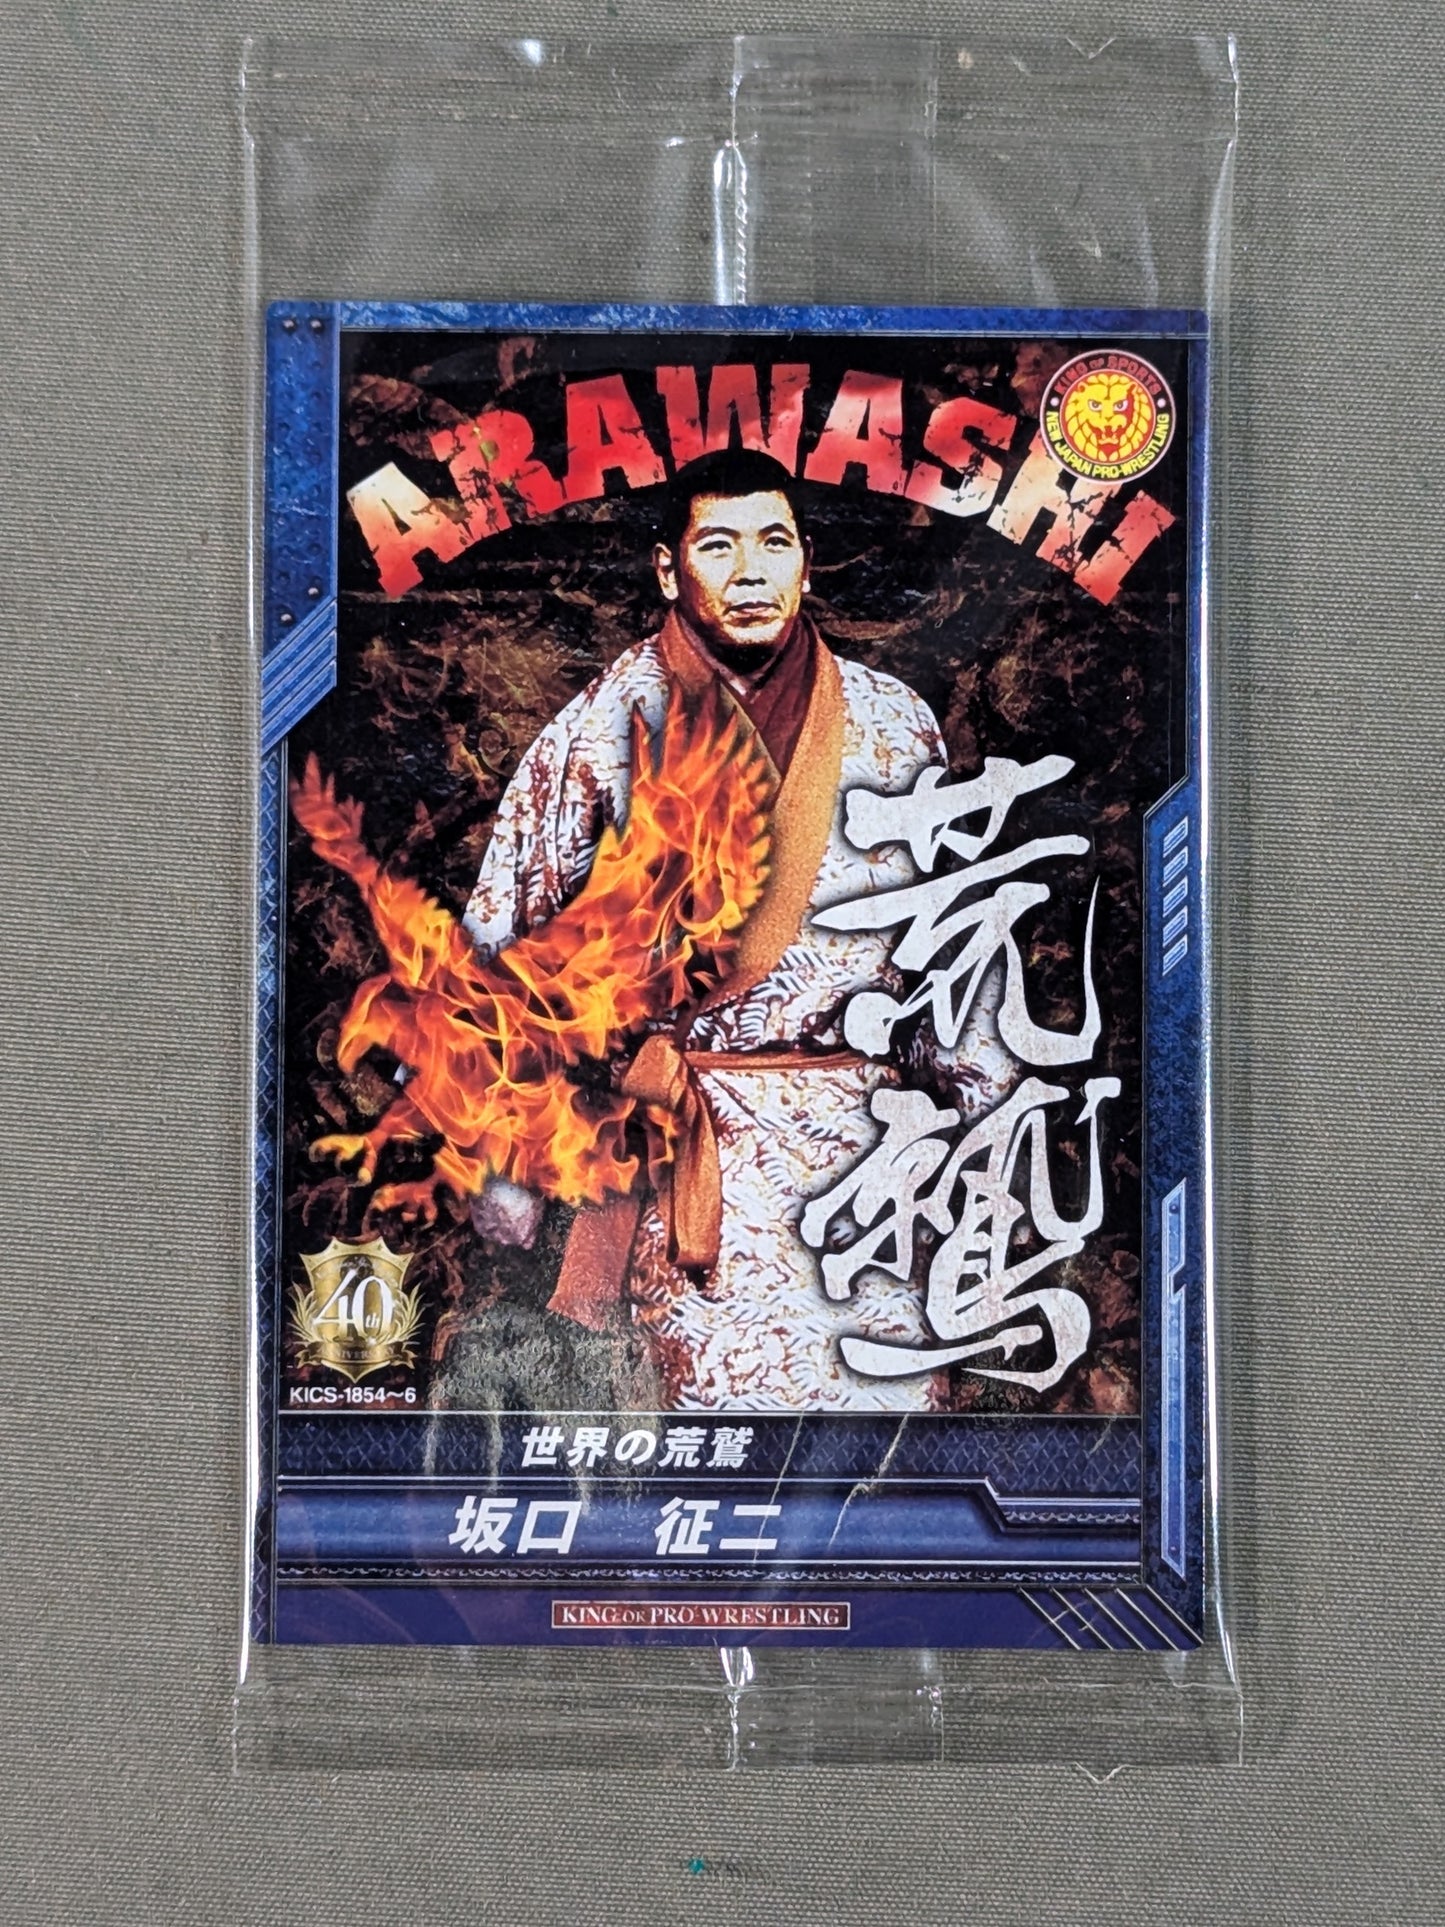 ARAWASHI
KING OF SPORTS
NEW JAPAN PRO-WRESTLING
荒鷲
40th
ANNIVERSARY
KICS-1854～6
世界の荒鷲
坂口 征二
KING OF PRO-WRESTLING